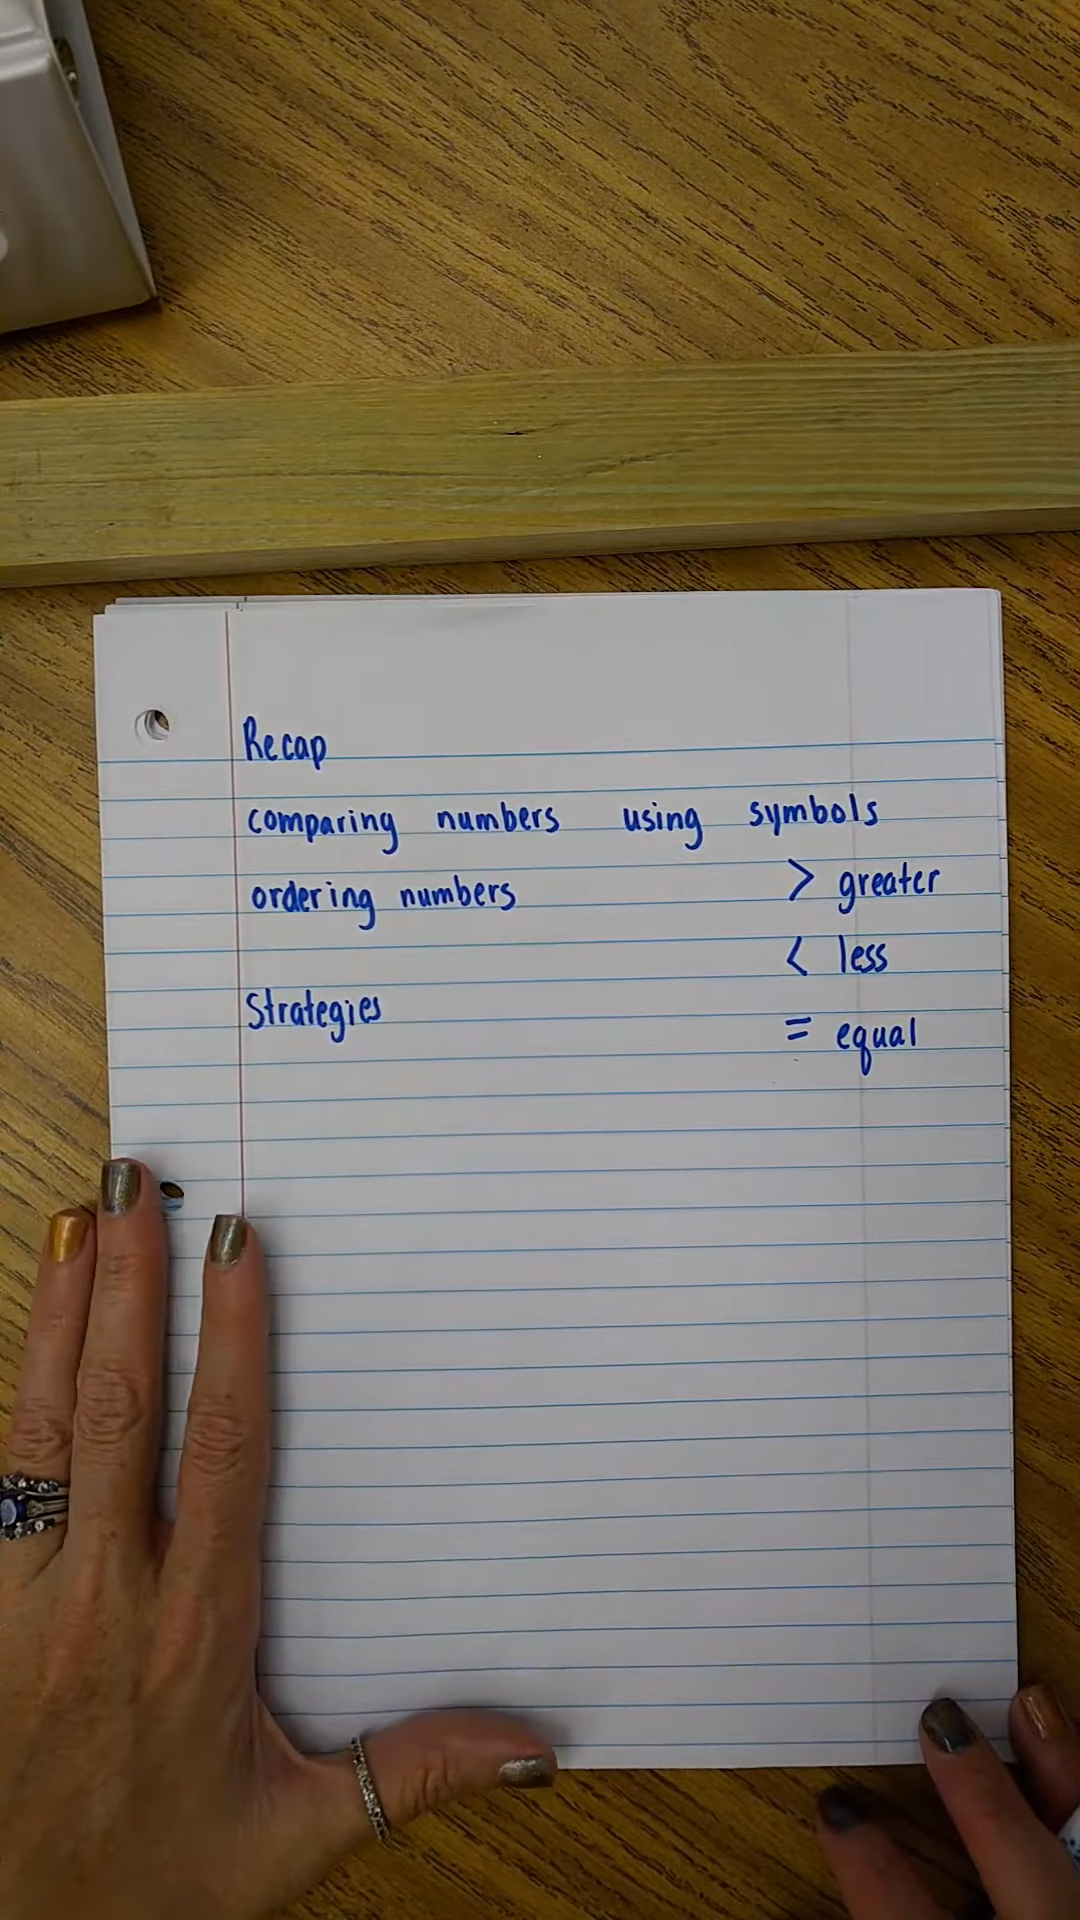 Recap
comparing numbers using symbols
ordering numbers > greater
< less
Strategies
= equal